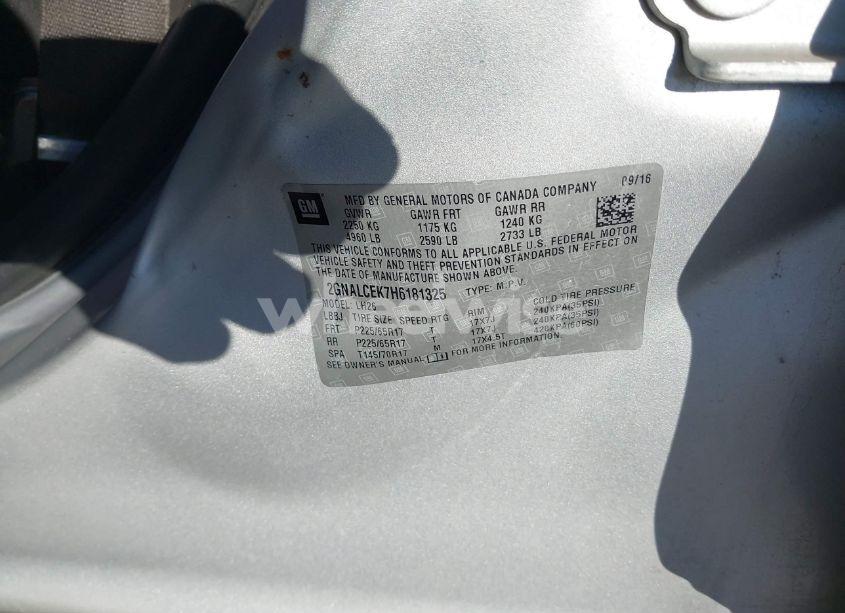 GM
MFD BY GENERAL MOTORS OF CANADA COMPANY 09/16
GVWR GAWR FRT GAWR RR
2250 KG 1175 KG 1240 KG
4960 LB 2590 LB 2733 LB
THIS VEHICLE CONFORMS TO ALL APPLICABLE U.S. FEDERAL MOTOR
VEHICLE SAFETY AND THEFT PREVENTION STANDARDS IN EFFECT ON
THE DATE OF MANUFACTURE SHOWN ABOVE.
2GNALCEK7H6181325 TYPE: M.P.V.
MODEL: LH26
LBBJ TIRE SIZE SPEED RTG RIM COLD TIRE PRESSURE
FRT P225/65R17 T 17X7J 240KPA(35PSI)
RR P225/65R17 T 17X7J 240KPA(35PSI)
SPA T145/70R17 M 17X4.5T 420KPA(60PSI)
SEE OWNER'S MANUAL FOR MORE INFORMATION.